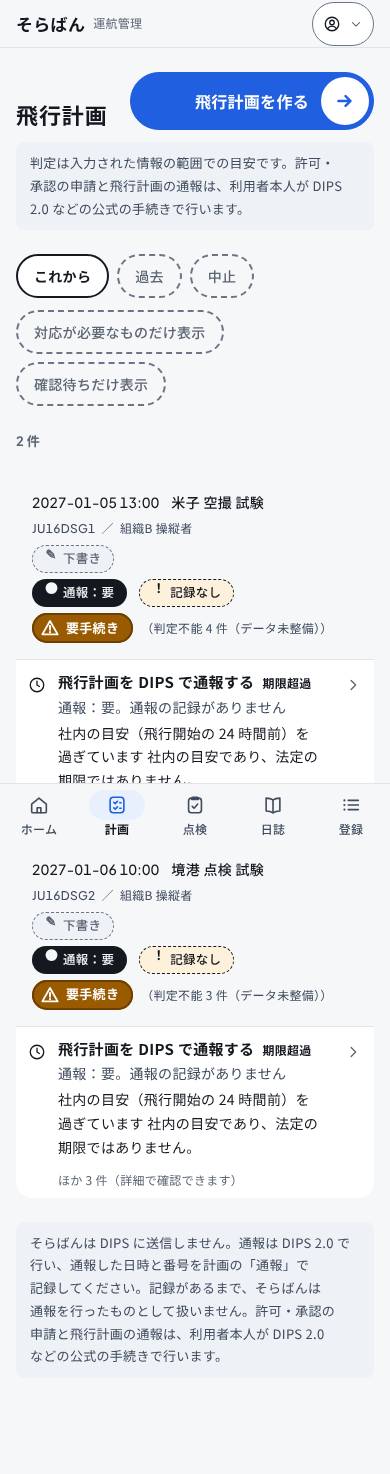 そらばん 運航管理
飛行計画
飛行計画を作る
判定は入力された情報の範囲での目安です。許可・
承認の申請と飛行計画の通報は、利用者本人が DIPS
2.0 などの公式の手続きで行います。
これから 過去 中止
対応が必要なものだけ表示
確認待ちだけ表示
2 件
2027-01-05 13:00 米子 空撮 試験
JU16DSG1 ／ 組織B 操縦者
下書き
通報：要 ! 記録なし
要手続き （判定不能 4 件（データ未整備））
飛行計画を DIPS で通報する 期限超過
通報：要。通報の記録がありません
社内の目安（飛行開始の 24 時間前）を
過ぎています 社内の目安であり、法定の
期限ではありません。
ホーム 計画 点検 日誌 登録
2027-01-06 10:00 境港 点検 試験
JU16DSG2 ／ 組織B 操縦者
下書き
通報：要 ! 記録なし
要手続き （判定不能 3 件（データ未整備））
飛行計画を DIPS で通報する 期限超過
通報：要。通報の記録がありません
社内の目安（飛行開始の 24 時間前）を
過ぎています 社内の目安であり、法定の
期限ではありません。
ほか 3 件（詳細で確認できます）
そらばんは DIPS に送信しません。通報は DIPS 2.0 で
行い、通報した日時と番号を計画の「通報」で
記録してください。記録があるまで、そらばんは
通報を行ったものとして扱いません。許可・承認の
申請と飛行計画の通報は、利用者本人が DIPS 2.0
などの公式の手続きで行います。